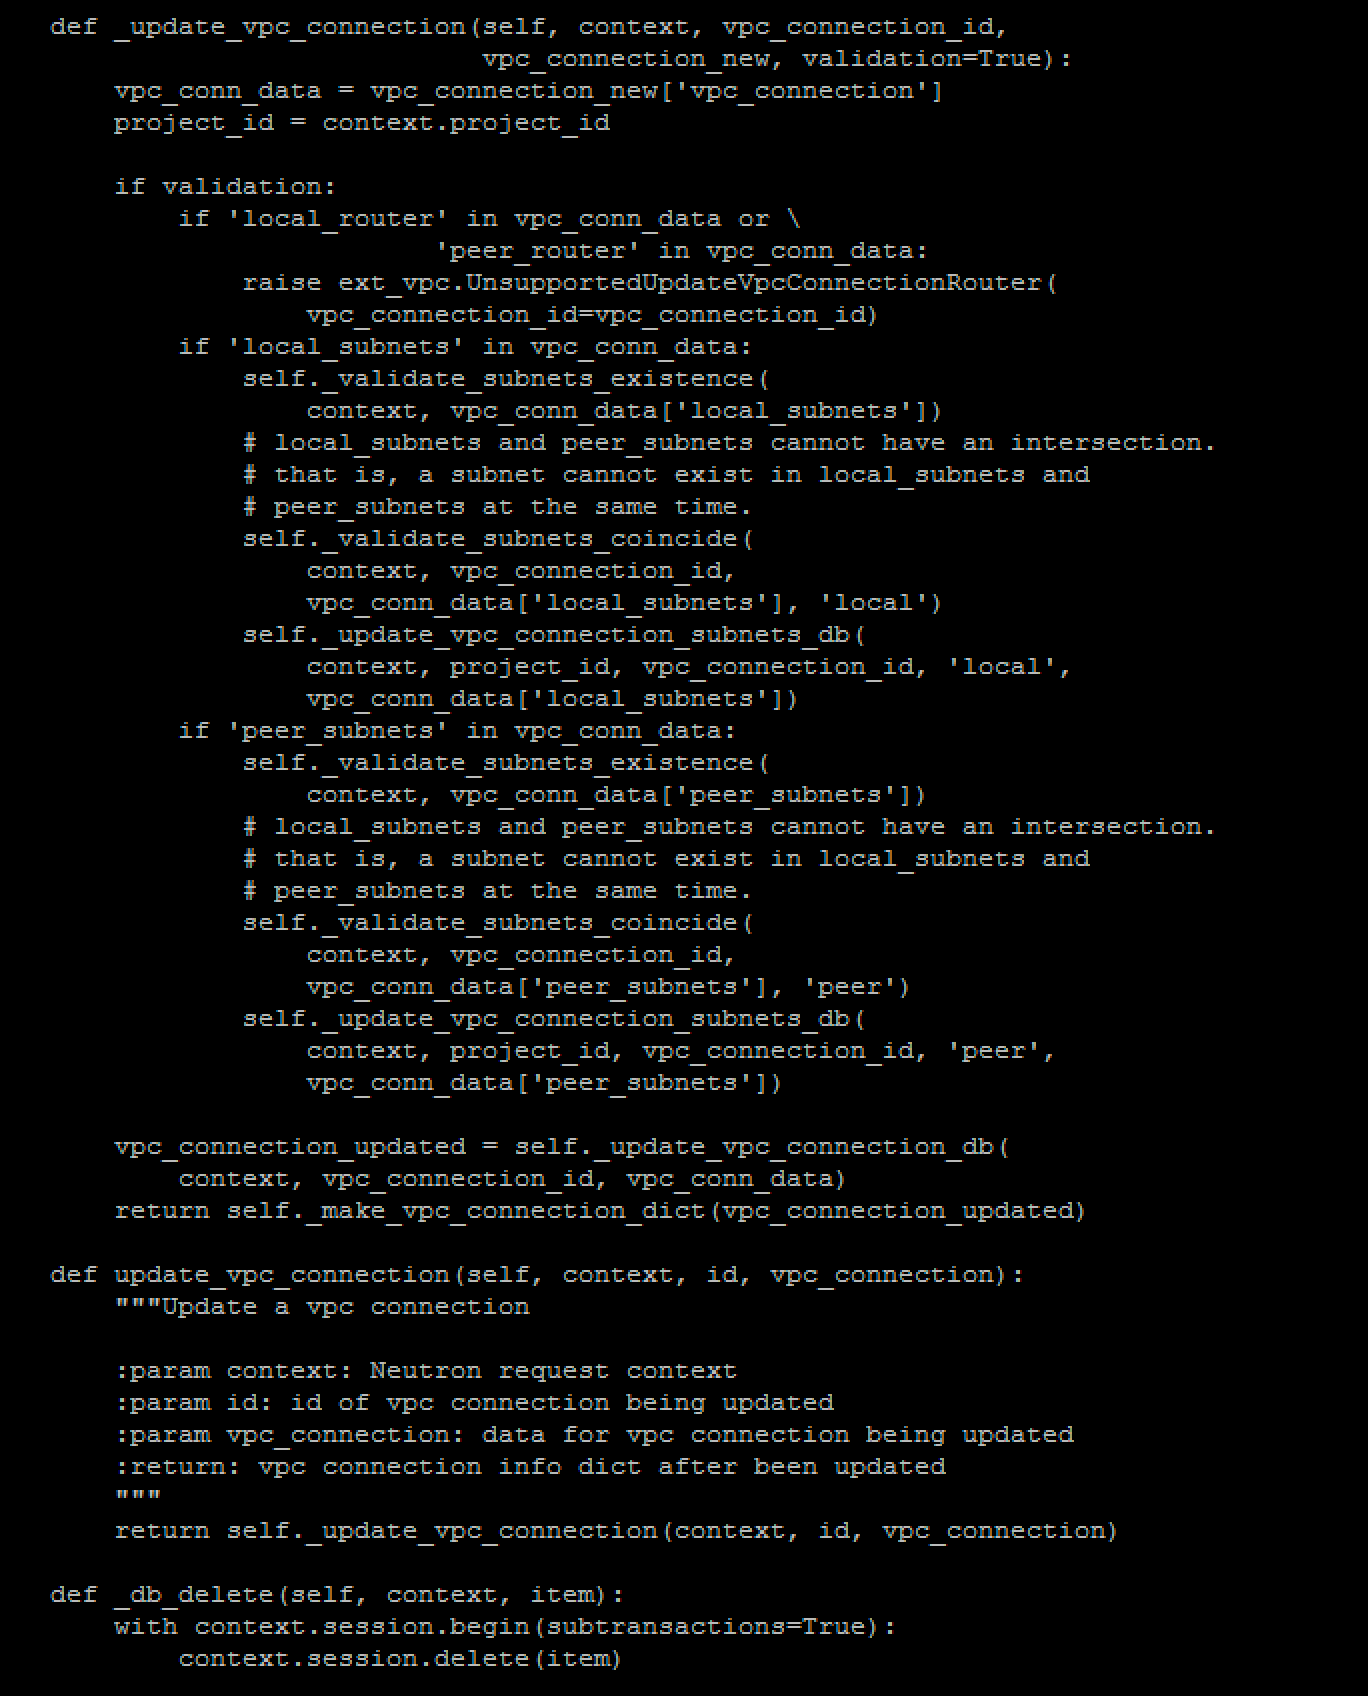 def _update_vpc_connection(self, context, vpc_connection_id,
                           vpc_connection_new, validation=True):
    vpc_conn_data = vpc_connection_new['vpc_connection']
    project_id = context.project_id

    if validation:
        if 'local_router' in vpc_conn_data or \
                        'peer_router' in vpc_conn_data:
            raise ext_vpc.UnsupportedUpdateVpcConnectionRouter(
                vpc_connection_id=vpc_connection_id)
        if 'local_subnets' in vpc_conn_data:
            self._validate_subnets_existence(
                context, vpc_conn_data['local_subnets'])
            # local_subnets and peer_subnets cannot have an intersection.
            # that is, a subnet cannot exist in local_subnets and
            # peer_subnets at the same time.
            self._validate_subnets_coincide(
                context, vpc_connection_id,
                vpc_conn_data['local_subnets'], 'local')
            self._update_vpc_connection_subnets_db(
                context, project_id, vpc_connection_id, 'local',
                vpc_conn_data['local_subnets'])
        if 'peer_subnets' in vpc_conn_data:
            self._validate_subnets_existence(
                context, vpc_conn_data['peer_subnets'])
            # local_subnets and peer_subnets cannot have an intersection.
            # that is, a subnet cannot exist in local_subnets and
            # peer_subnets at the same time.
            self._validate_subnets_coincide(
                context, vpc_connection_id,
                vpc_conn_data['peer_subnets'], 'peer')
            self._update_vpc_connection_subnets_db(
                context, project_id, vpc_connection_id, 'peer',
                vpc_conn_data['peer_subnets'])

    vpc_connection_updated = self._update_vpc_connection_db(
        context, vpc_connection_id, vpc_conn_data)
    return self._make_vpc_connection_dict(vpc_connection_updated)

def update_vpc_connection(self, context, id, vpc_connection):
    """Update a vpc connection

    :param context: Neutron request context
    :param id: id of vpc connection being updated
    :param vpc_connection: data for vpc connection being updated
    :return: vpc connection info dict after been updated
    """
    return self._update_vpc_connection(context, id, vpc_connection)

def _db_delete(self, context, item):
    with context.session.begin(subtransactions=True):
        context.session.delete(item)